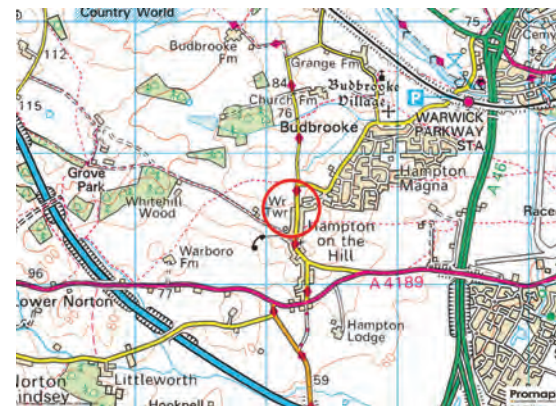 Country World
112
Budbrooke
Fm
75
Cemy
Grange Fm
84
Budbrooke
Village
Church Fm
115
76
P
WARWICK
PARKWAY
STA
Budbrooke
A46
Grove
Park
Hampton
Magna
Whitehill
Wood
Wr
Twr
Race
Hampton
on the
Hill
Warboro
Fm
96
77
A 4189
Lower Norton
Hampton
Lodge
Norton
Lindsey
Littleworth
59
Promap